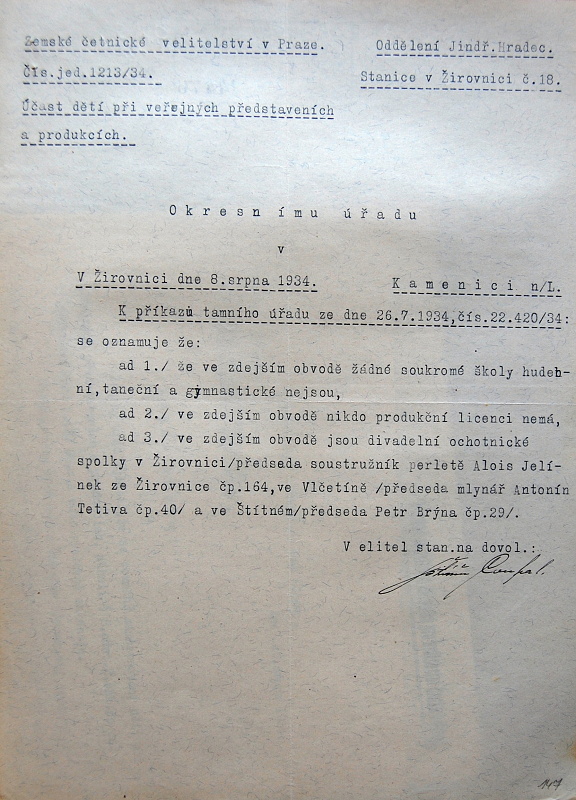 Zemské četnické velitelství v Praze. Oddělení Jindř.Hradec.
Čís.jed.1213/34. Stanice v Žirovnici č.18.
Účast dětí při veřejných představeních
a produkcích.
Okresnímu úřadu
v
V Žirovnici dne 8.srpna 1934. Kamenici n/L.
K příkazů tamního úřadu ze dne 26.7.1934,čís.22.420/34:
se oznamuje že:
ad 1./ že ve zdejším obvodě žádné soukromé školy hudeb-
ní,taneční a gymnastické nejsou,
ad 2./ ve zdejším obvodě nikdo produkční licenci nemá,
ad 3./ ve zdejším obvodě jsou divadelní ochotnické
spolky v Žirovnici/předseda soustružník perletě Alois Jelí-
nek ze Žirovnice čp.164,ve Vlčetíně /předseda mlynář Antonín
Tetiva čp.40/ a ve Štítném/předseda Petr Brýna čp.29/.
Velitel stan.na dovol.:
147